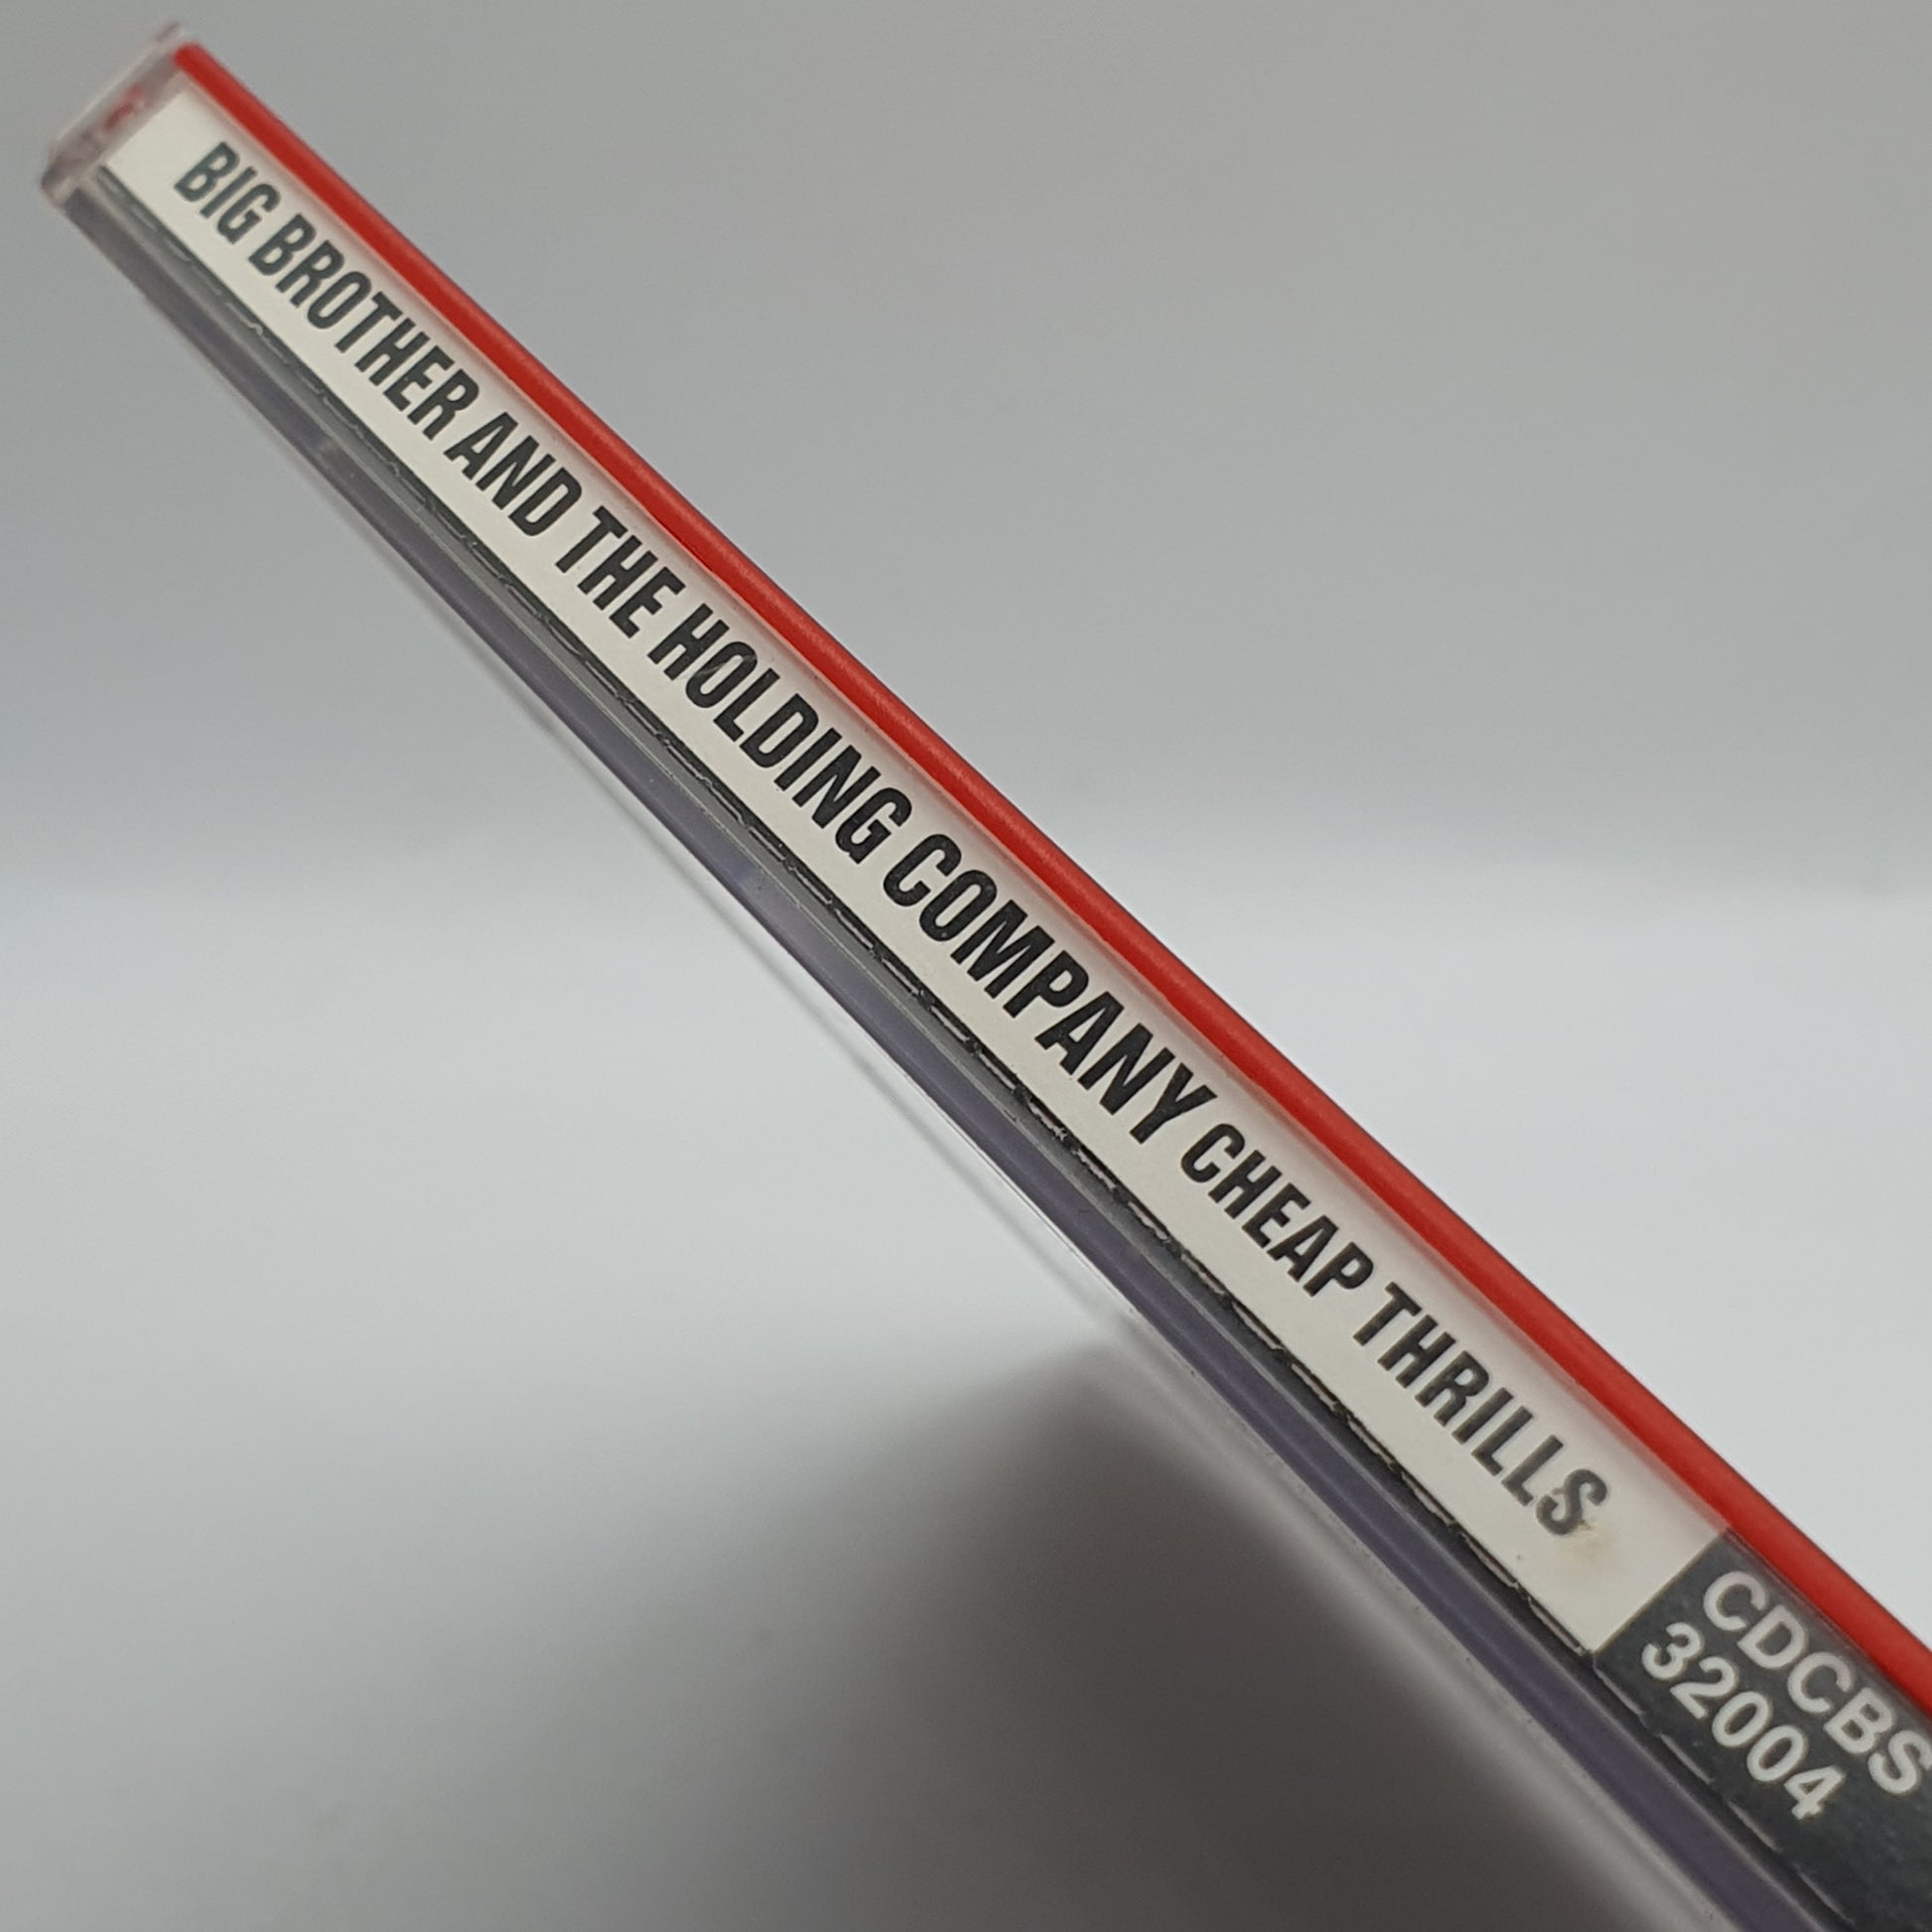 BIG BROTHER AND THE HOLDING COMPANY CHEAP THRILLS
CDCBS
32004